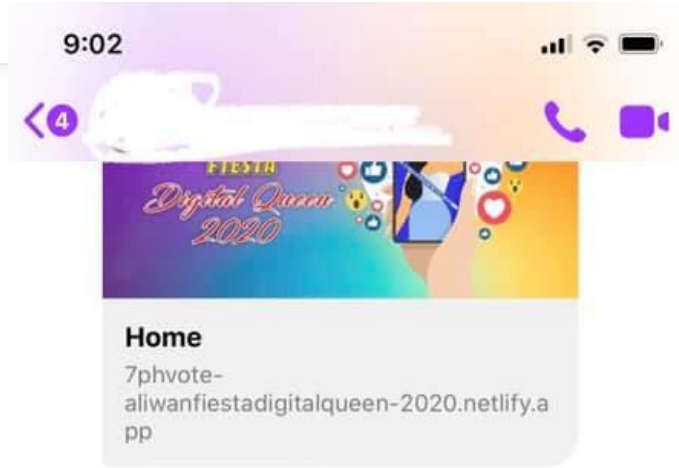 9:02
4
FIESTA
Digital Queen
2020
Home
7phvote-
aliwanfiestadigitalqueen-2020.netlify.a
pp